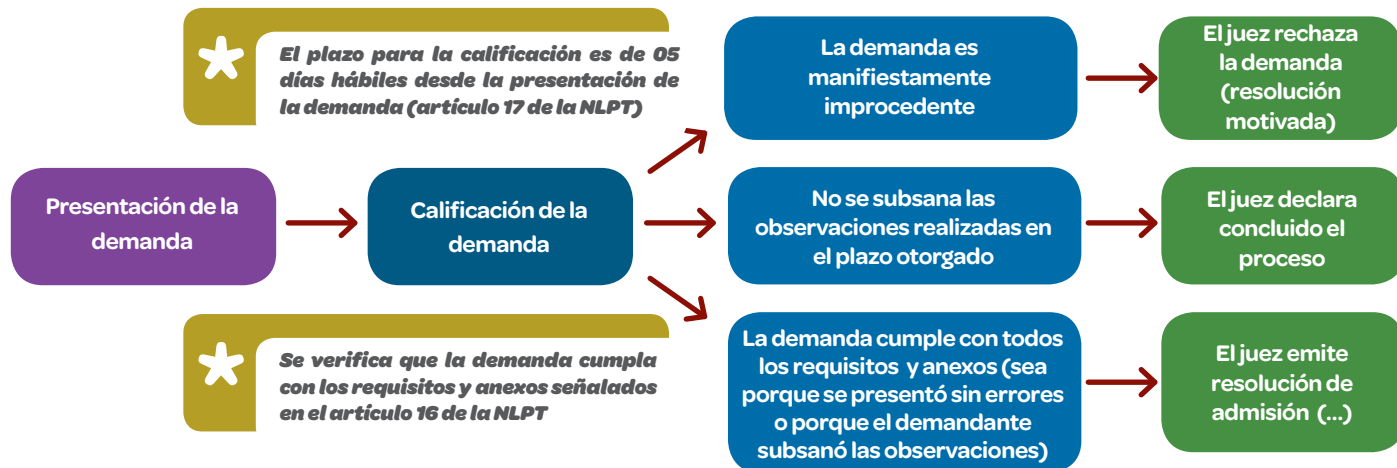 El plazo para la calificación es de 05
días hábiles desde la presentación de
la demanda (artículo 17 de la NLPT)
La demanda es
manifiestamente
improcedente
El juez rechaza
la demanda
(resolución
motivada)
Presentación de la
demanda
Calificación de la
demanda
No se subsana las
observaciones realizadas en
el plazo otorgado
El juez declara
concluido el
proceso
Se verifica que la demanda cumpla
con los requisitos y anexos señalados
en el artículo 16 de la NLPT
La demanda cumple con todos
los requisitos y anexos (sea
porque se presentó sin errores
o porque el demandante
subsanó las observaciones)
El juez emite
resolución de
admisión (...)